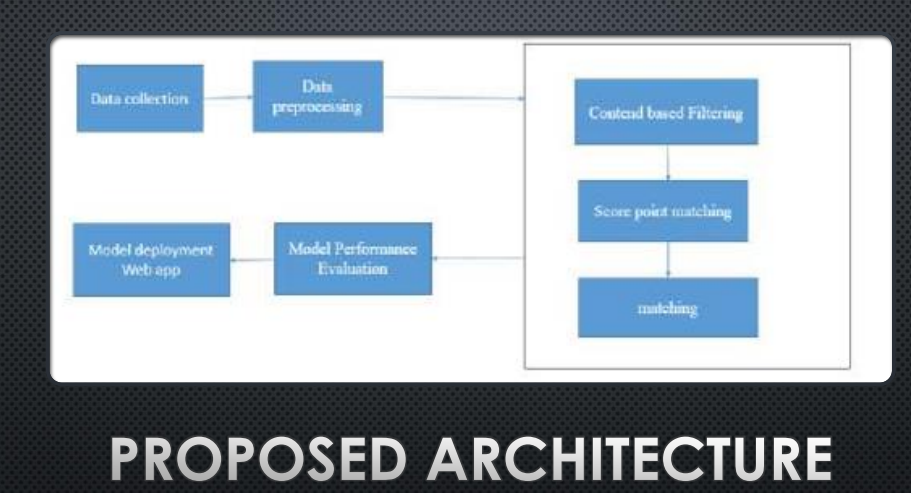 Data collection
Data
preprocessing
Contend based Filtering
Score point matching
matching
Model Performance
Evaluation
Model deployment
Web app
PROPOSED ARCHITECTURE